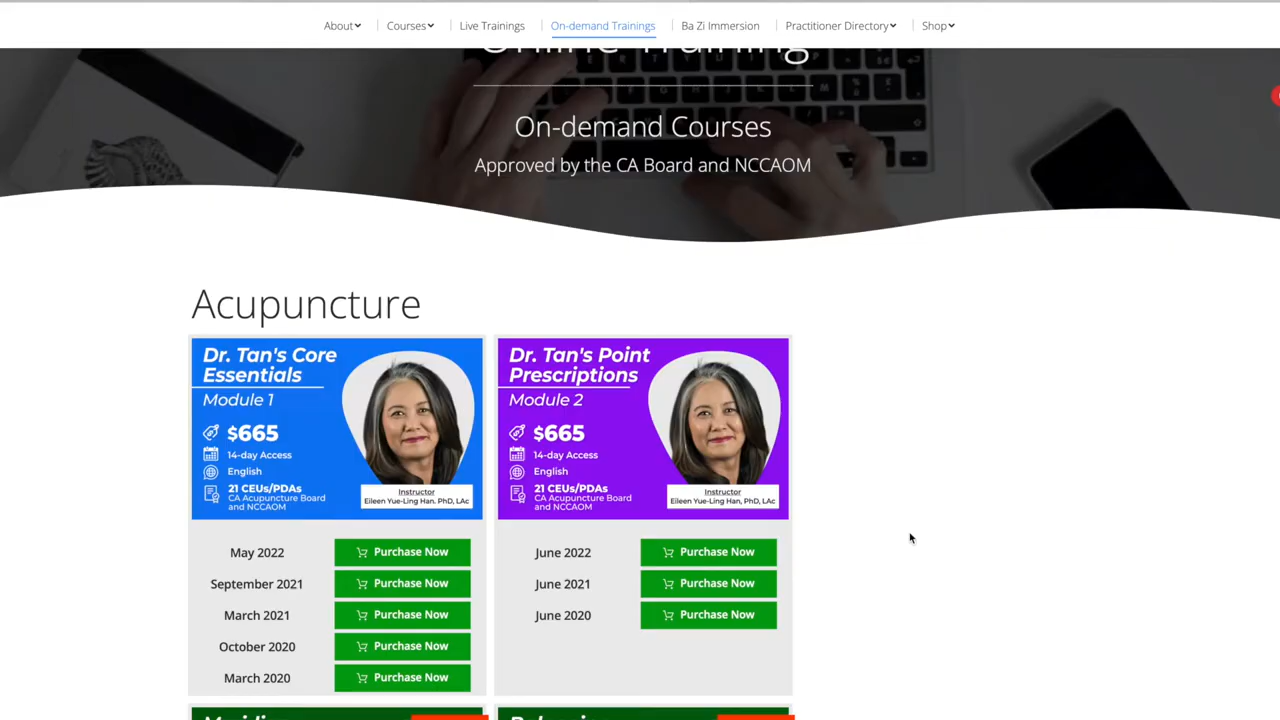 About
Courses
Live Trainings
On-demand Trainings
Ba Zi Immersion
Practitioner Directory
Shop
Online Training
On-demand Courses
Approved by the CA Board and NCCAOM
Acupuncture
Dr. Tan's Core
Essentials
Module 1
$665
14-day Access
English
21 CEUs/PDAs
CA Acupuncture Board
and NCCAOM
Instructor
Eileen Yue-Ling Han, PhD, LAc
May 2022 Purchase Now
September 2021 Purchase Now
March 2021 Purchase Now
October 2020 Purchase Now
March 2020 Purchase Now
Dr. Tan's Point
Prescriptions
Module 2
$665
14-day Access
English
21 CEUs/PDAs
CA Acupuncture Board
and NCCAOM
Instructor
Eileen Yue-Ling Han, PhD, LAc
June 2022 Purchase Now
June 2021 Purchase Now
June 2020 Purchase Now